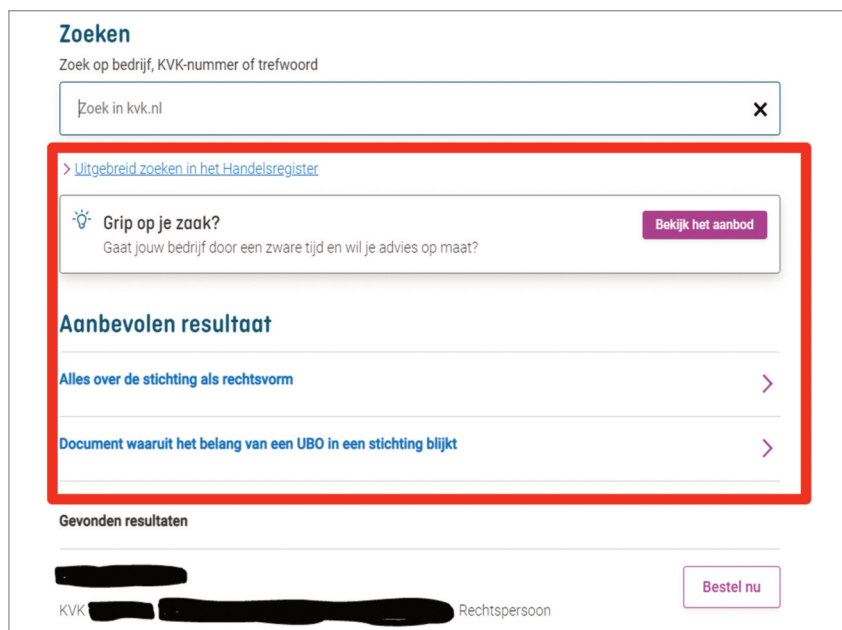 Zoeken
Zoek op bedrijf, KVK-nummer of trefwoord
Zoek in kvk.nl
Uitgebreid zoeken in het Handelsregister
Grip op je zaak?
Bekijk het aanbod
Gaat jouw bedrijf door een zware tijd en wil je advies op maat?
Aanbevolen resultaat
Alles over de stichting als rechtsvorm
Document waaruit het belang van een UBO in een stichting blijkt
Gevonden resultaten
Bestel nu
KVK Rechtspersoon